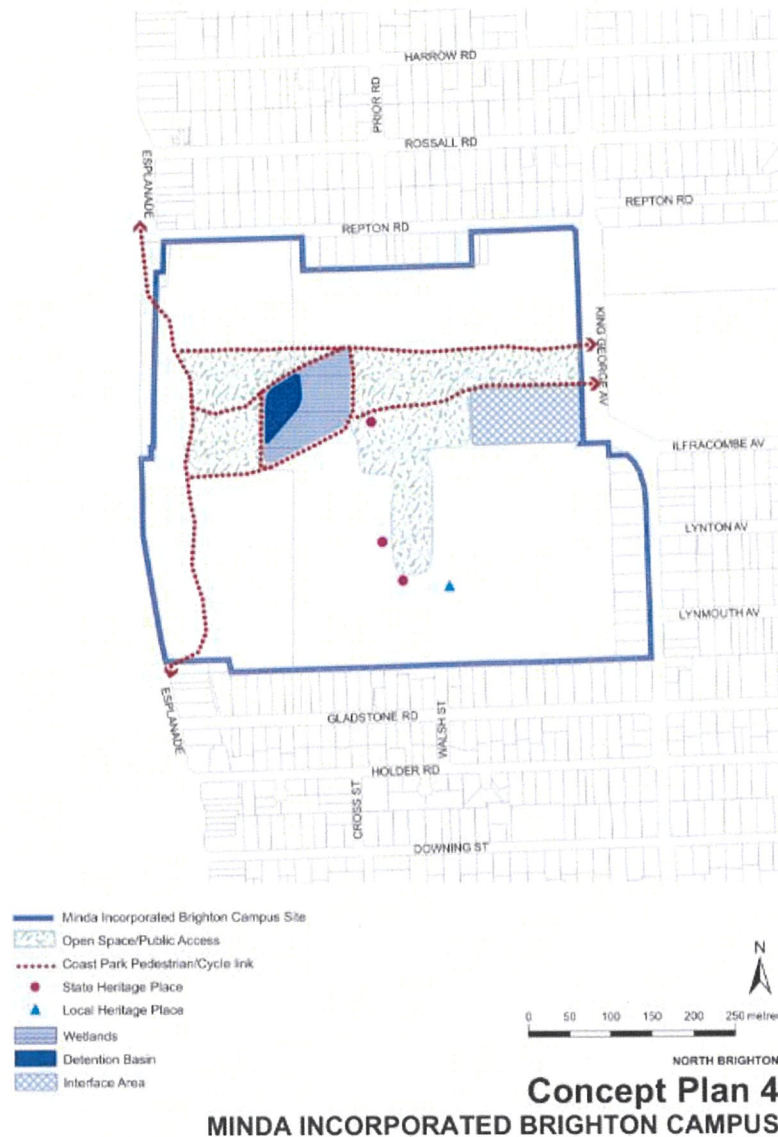 HARROW RD
PRIOR RD
ROSSALL RD
ESPLANADE
REPTON RD
REPTON RD
KING GEORGE AV
ILFRACOMBE AV
LYNTON AV
LYNMOUTH AV
ESPLANADE
GLADSTONE RD
WALSH ST
HOLDER RD
CROSS ST
DOWNING ST
Minda Incorporated Brighton Campus Site
Open Space/Public Access
Coast Park Pedestrian/Cycle link
State Heritage Place
Local Heritage Place
Wetlands
Detention Basin
Interface Area
N
0 50 100 150 200 250 metres
NORTH BRIGHTON
Concept Plan 4
MINDA INCORPORATED BRIGHTON CAMPUS